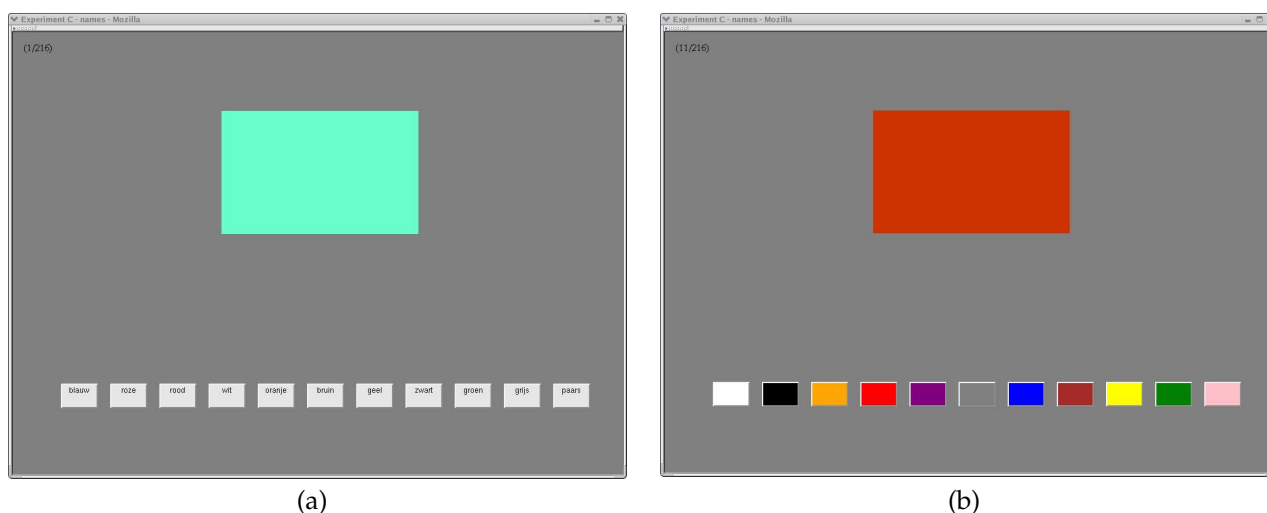 Experiment C - names - Mozilla
(1/216)
blauw roze rood wit oranje bruin geel zwart groen grijs paars
(a)
Experiment C - names - Mozilla
(11/216)
(b)